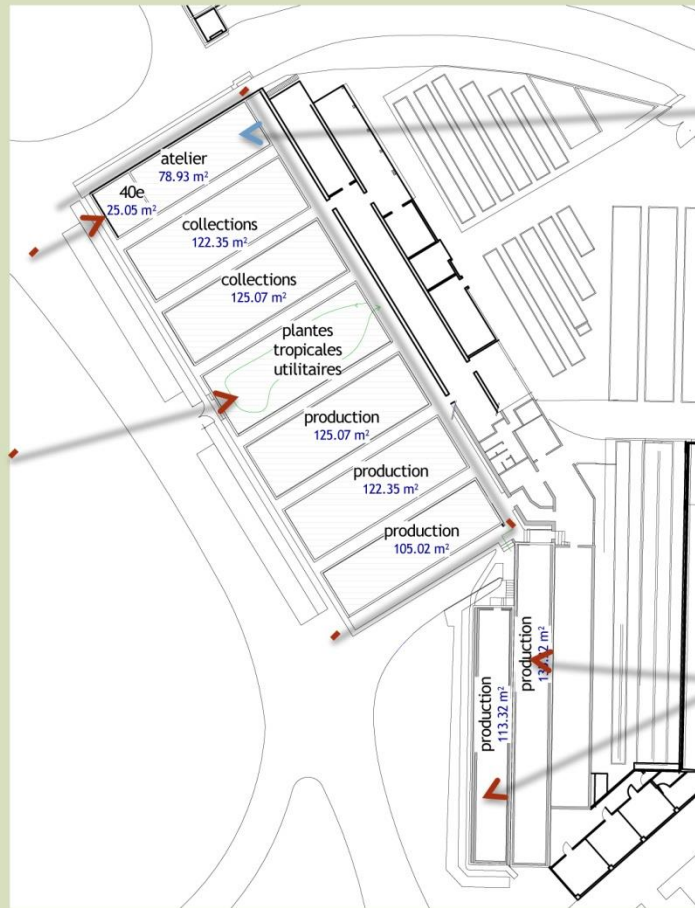 atelier
78.93 m²
40e
25.05 m²
collections
122.35 m²
collections
125.07 m²
plantes
tropicales
utilitaires
production
125.07 m²
production
122.35 m²
production
105.02 m²
production
m²
production
113.32 m²